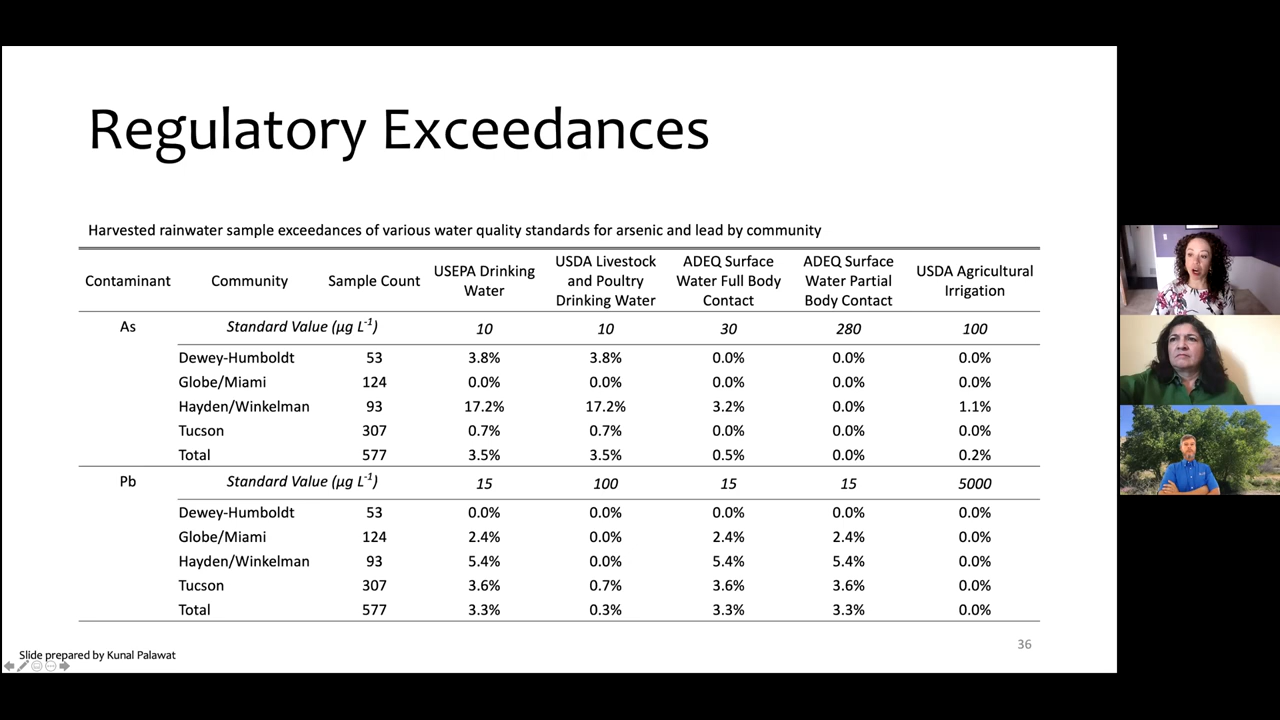 Regulatory Exceedances
Harvested rainwater sample exceedances of various water quality standards for arsenic and lead by community
Contaminant Community Sample Count USEPA Drinking Water USDA Livestock and Poultry Drinking Water ADEQ Surface Water Full Body Contact ADEQ Surface Water Partial Body Contact USDA Agricultural Irrigation
As Standard Value (µg L⁻¹) 10 10 30 280 100
Dewey-Humboldt 53 3.8% 3.8% 0.0% 0.0% 0.0%
Globe/Miami 124 0.0% 0.0% 0.0% 0.0% 0.0%
Hayden/Winkelman 93 17.2% 17.2% 3.2% 0.0% 1.1%
Tucson 307 0.7% 0.7% 0.0% 0.0% 0.0%
Total 577 3.5% 3.5% 0.5% 0.0% 0.2%
Pb Standard Value (µg L⁻¹) 15 100 15 15 5000
Dewey-Humboldt 53 0.0% 0.0% 0.0% 0.0% 0.0%
Globe/Miami 124 2.4% 0.0% 2.4% 2.4% 0.0%
Hayden/Winkelman 93 5.4% 0.0% 5.4% 5.4% 0.0%
Tucson 307 3.6% 0.7% 3.6% 3.6% 0.0%
Total 577 3.3% 0.3% 3.3% 3.3% 0.0%
36
Slide prepared by Kunal Palawat